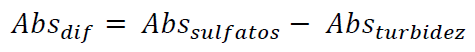 Abs_dif = Abs_sulfatos − Abs_turbidez